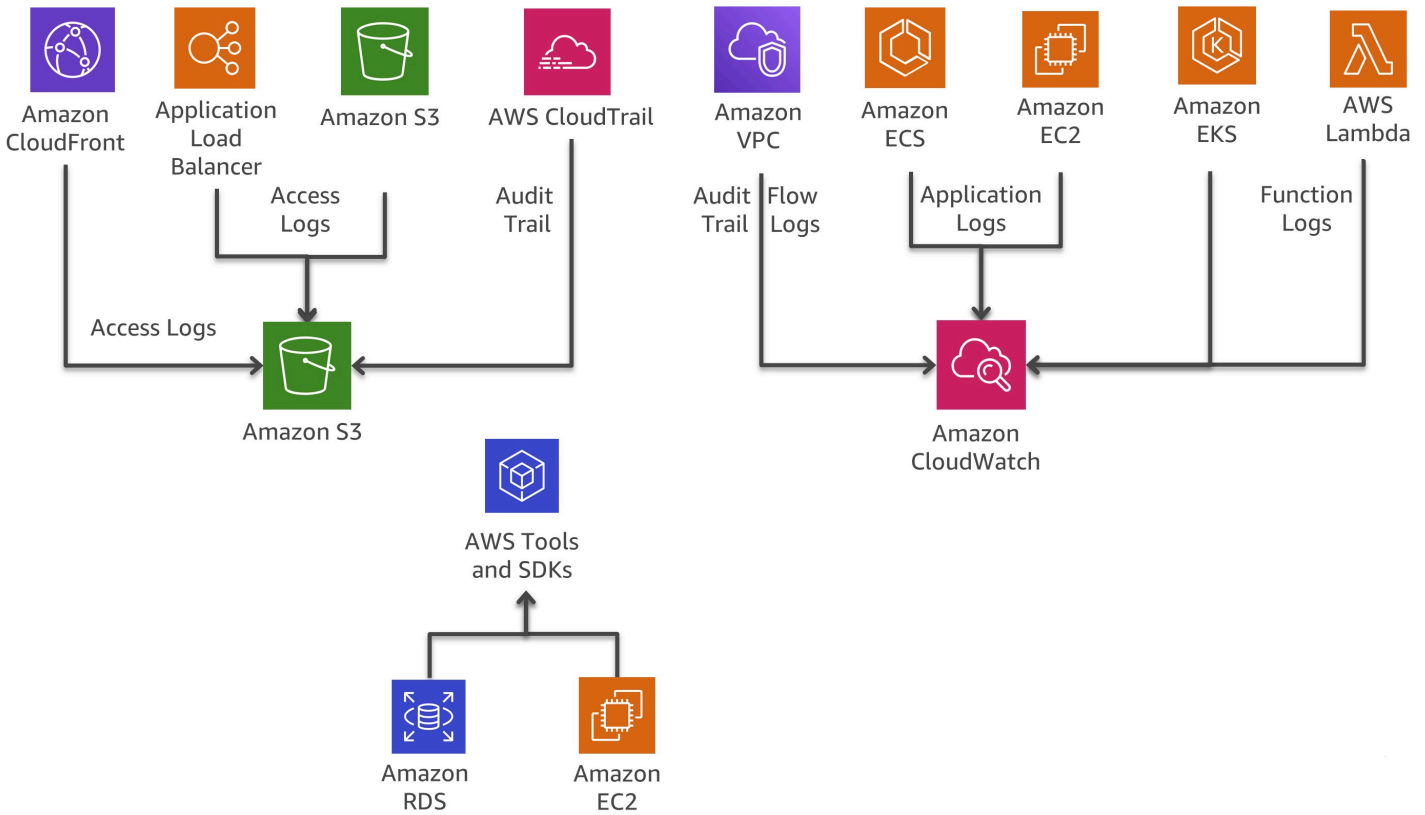 Amazon
CloudFront
Application
Load
Balancer
Amazon S3
AWS CloudTrail
Amazon
VPC
Amazon
ECS
Amazon
EC2
K
Amazon
EKS
AWS
Lambda
Access
Logs
Audit
Trail
Audit
Trail
Flow
Logs
Application
Logs
Function
Logs
Access Logs
Amazon S3
Amazon
CloudWatch
AWS Tools
and SDKs
Amazon
RDS
Amazon
EC2